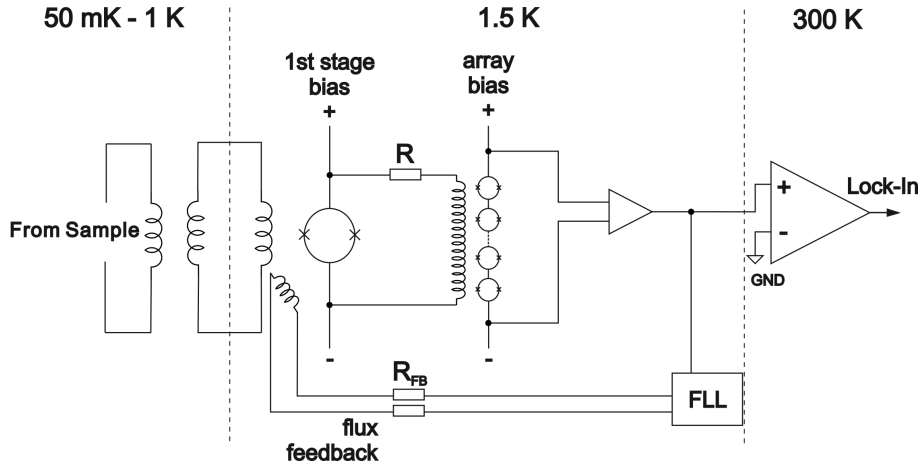 50 mK - 1 K
1.5 K
300 K
1st stage
bias
+
array
bias
+
R
From Sample
+
-
GND
Lock-In
-
-
R_FB
flux
feedback
FLL